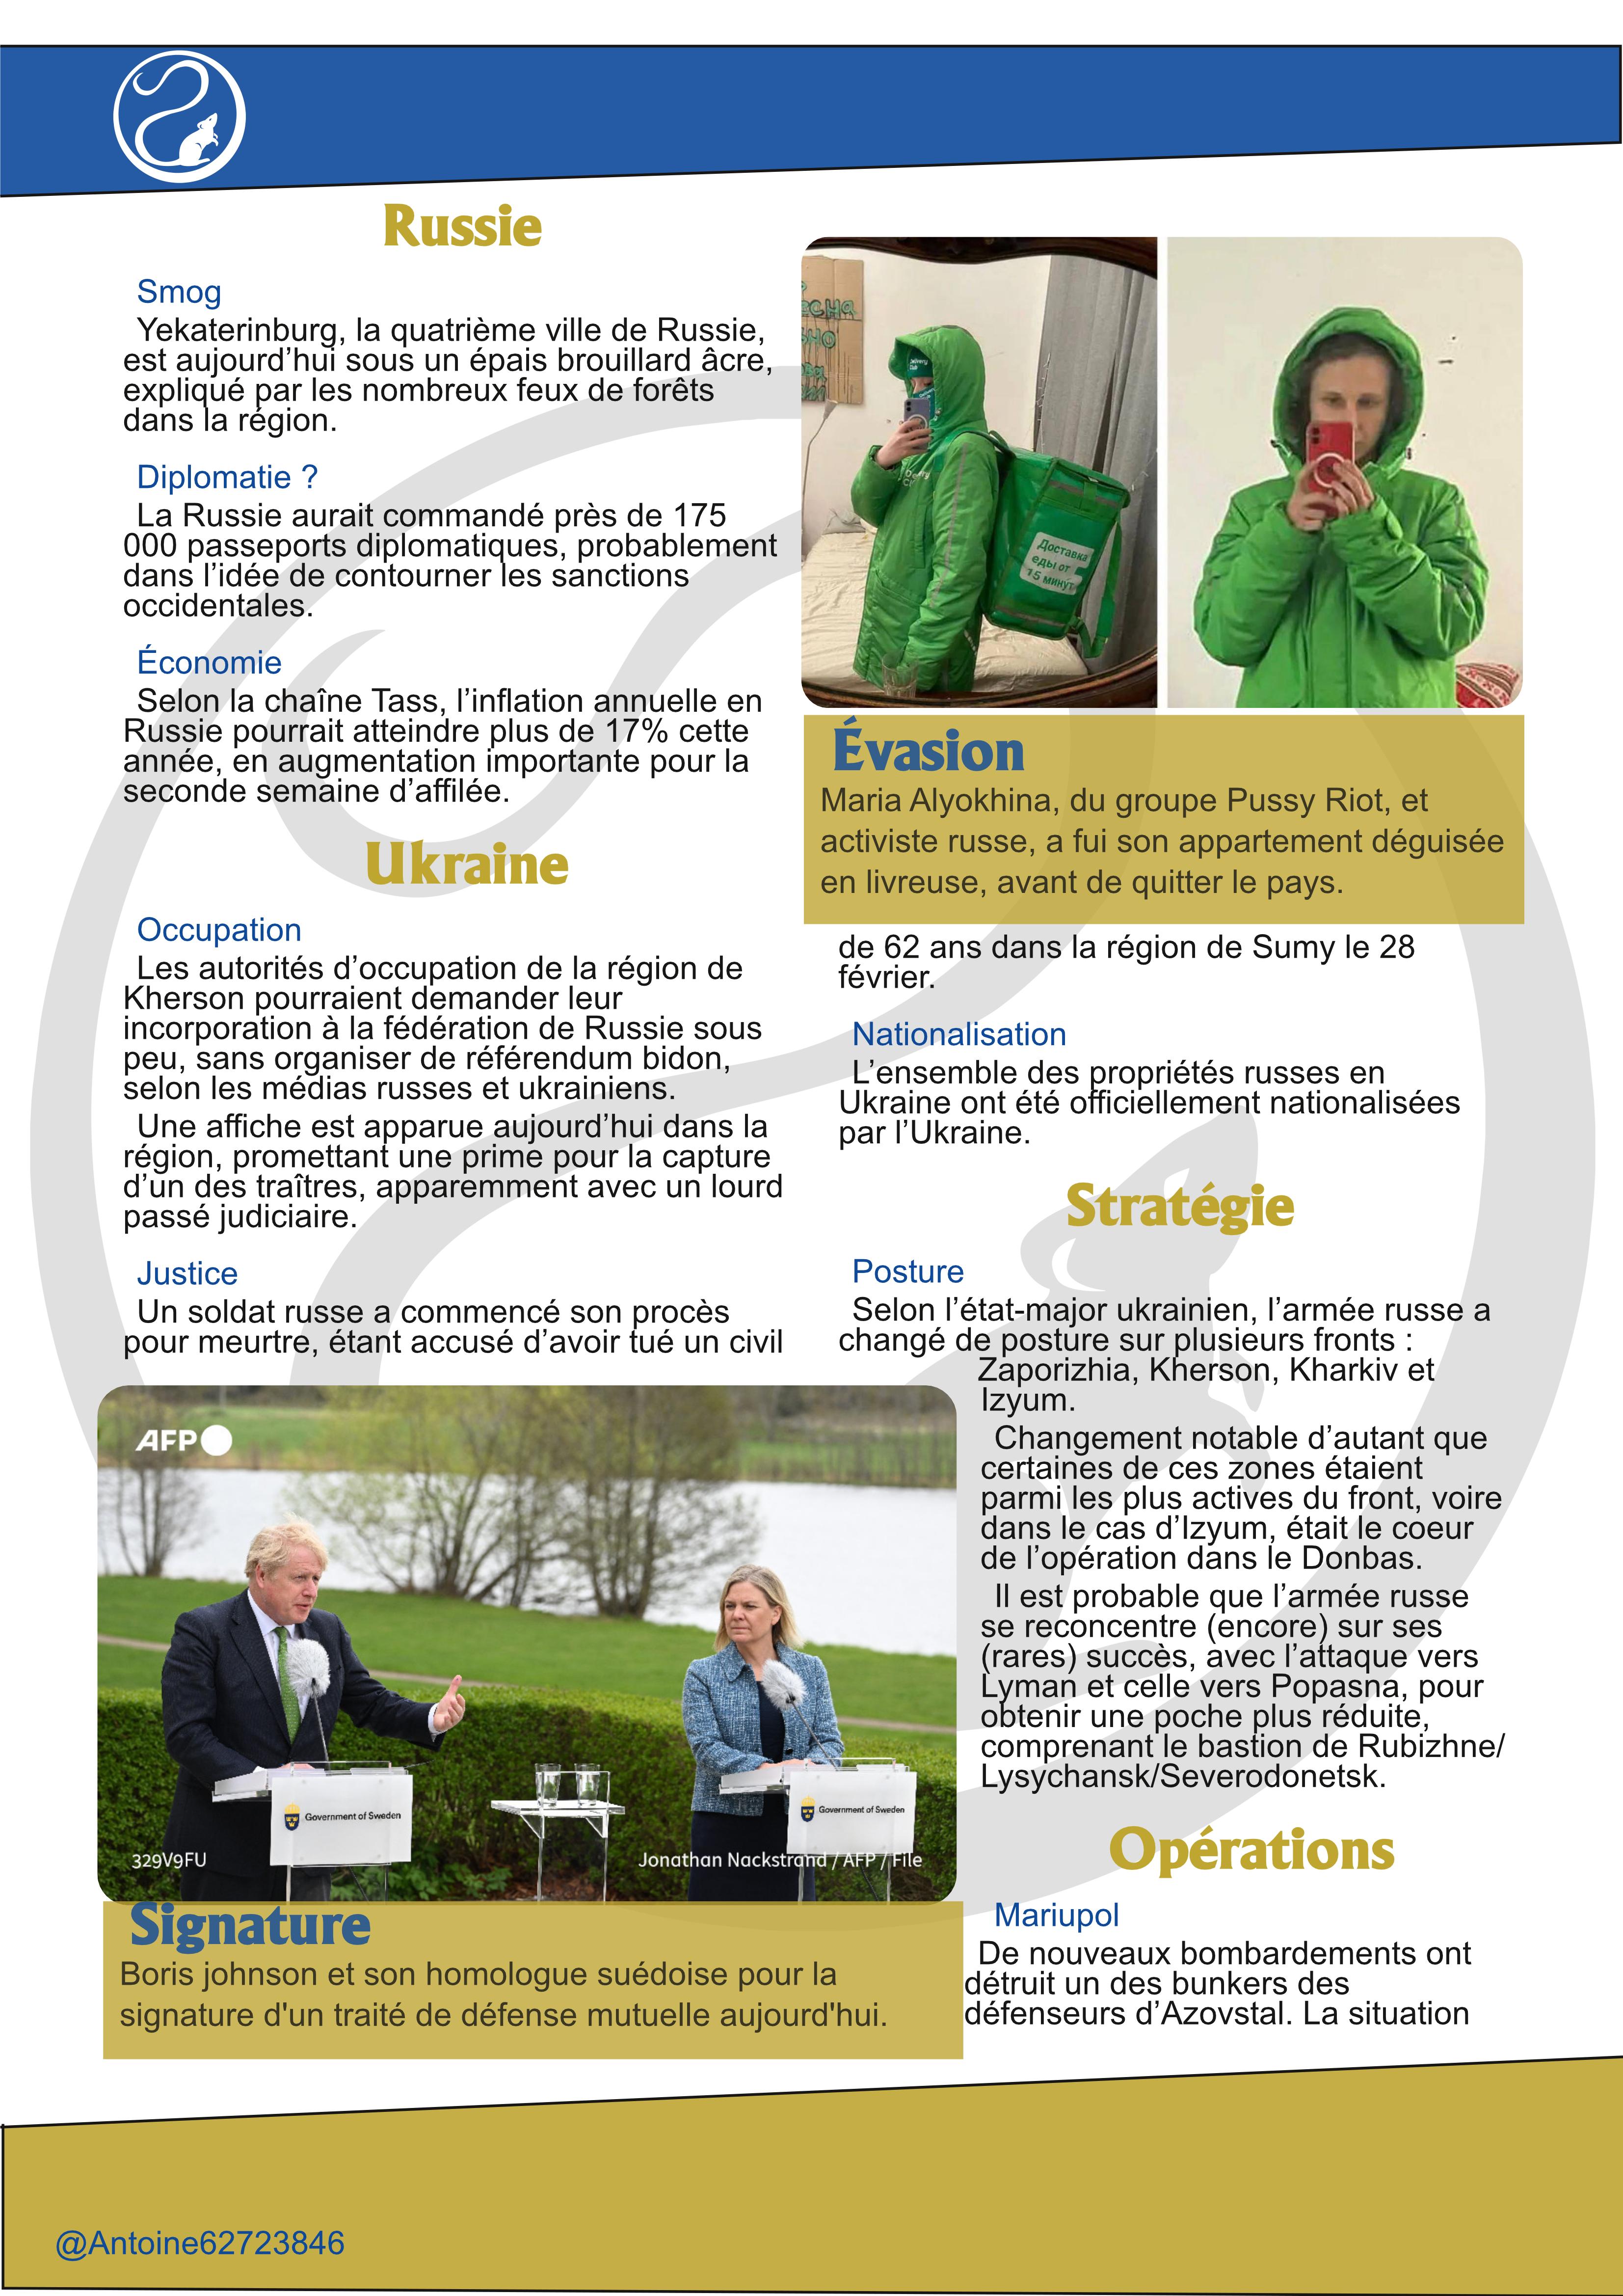 Russie
Smog
Yekaterinburg, la quatrième ville de Russie,
est aujourd’hui sous un épais brouillard âcre,
expliqué par les nombreux feux de forêts
dans la région.
Diplomatie ?
La Russie aurait commandé près de 175
000 passeports diplomatiques, probablement
dans l’idée de contourner les sanctions
occidentales.
Économie
Selon la chaîne Tass, l’inflation annuelle en
Russie pourrait atteindre plus de 17% cette
année, en augmentation importante pour la
seconde semaine d’affilée.
Ukraine
Occupation
Les autorités d’occupation de la région de
Kherson pourraient demander leur
incorporation à la fédération de Russie sous
peu, sans organiser de référendum bidon,
selon les médias russes et ukrainiens.
Une affiche est apparue aujourd’hui dans la
région, promettant une prime pour la capture
d’un des traîtres, apparemment avec un lourd
passé judiciaire.
Justice
Un soldat russe a commencé son procès
pour meurtre, étant accusé d’avoir tué un civil
AFP
Government of Sweden
Government of Sweden
329V9FU
Jonathan Nackstrand / AFP / File
Signature
Boris johnson et son homologue suédoise pour la
signature d'un traité de défense mutuelle aujourd'hui.
Delivery
Club
Доставка
еды от
15 минут
Évasion
Maria Alyokhina, du groupe Pussy Riot, et
activiste russe, a fui son appartement déguisée
en livreuse, avant de quitter le pays.
de 62 ans dans la région de Sumy le 28
février.
Nationalisation
L’ensemble des propriétés russes en
Ukraine ont été officiellement nationalisées
par l’Ukraine.
Stratégie
Posture
Selon l’état-major ukrainien, l’armée russe a
changé de posture sur plusieurs fronts :
Zaporizhia, Kherson, Kharkiv et
Izyum.
Changement notable d’autant que
certaines de ces zones étaient
parmi les plus actives du front, voire
dans le cas d’Izyum, était le coeur
de l’opération dans le Donbas.
Il est probable que l’armée russe
se reconcentre (encore) sur ses
(rares) succès, avec l’attaque vers
Lyman et celle vers Popasna, pour
obtenir une poche plus réduite,
comprenant le bastion de Rubizhne/
Lysychansk/Severodonetsk.
Opérations
Mariupol
De nouveaux bombardements ont
détruit un des bunkers des
défenseurs d’Azovstal. La situation
@Antoine62723846